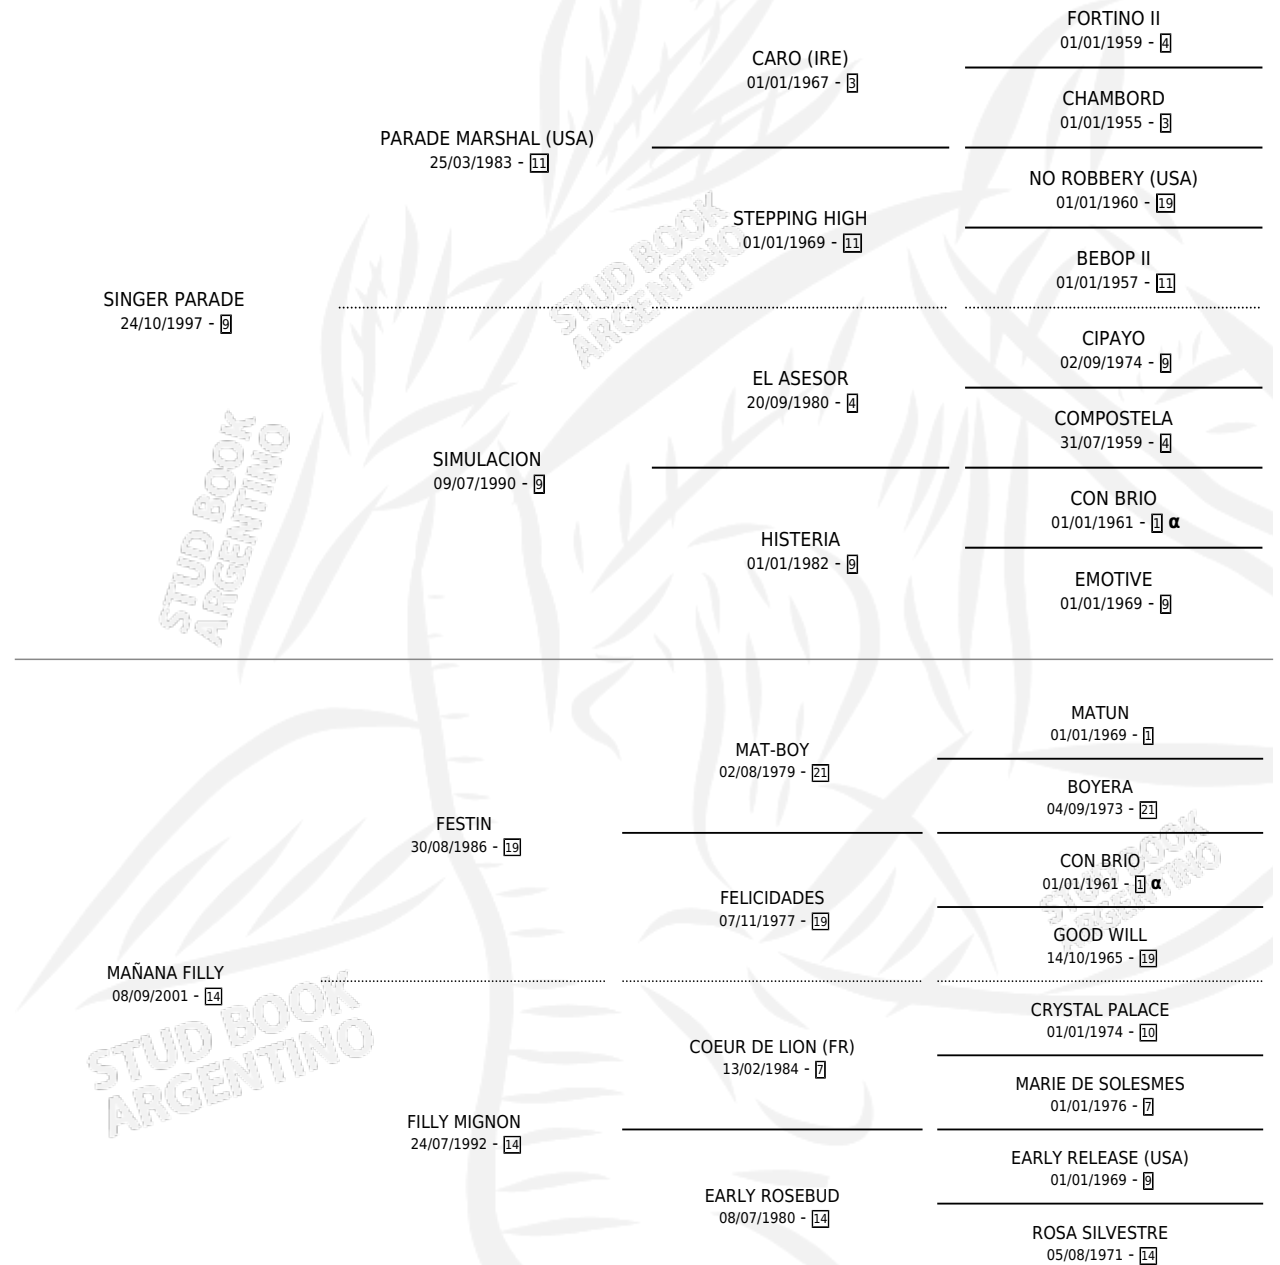 FORTINO II
01/01/1959 - 4
CARO (IRE)
01/01/1967 - 3
CHAMBORD
01/01/1955 - 3
PARADE MARSHAL (USA)
25/03/1983 - 11
NO ROBBERY (USA)
01/01/1960 - 19
STEPPING HIGH
01/01/1969 - 11
BEBOP II
01/01/1957 - 11
SINGER PARADE
24/10/1997 - 9
CIPAYO
02/09/1974 - 9
EL ASESOR
20/09/1980 - 4
COMPOSTELA
31/07/1959 - 4
SIMULACION
09/07/1990 - 9
CON BRIO
01/01/1961 - 1 α
HISTERIA
01/01/1982 - 9
EMOTIVE
01/01/1969 - 9
MATUN
01/01/1969 - 1
MAT-BOY
02/08/1979 - 21
BOYERA
04/09/1973 - 21
FESTIN
30/08/1986 - 19
CON BRIO
01/01/1961 - 1 α
FELICIDADES
07/11/1977 - 19
GOOD WILL
14/10/1965 - 19
MAÑANA FILLY
08/09/2001 - 14
CRYSTAL PALACE
01/01/1974 - 10
COEUR DE LION (FR)
13/02/1984 - 7
MARIE DE SOLESMES
01/01/1976 - 7
FILLY MIGNON
24/07/1992 - 14
EARLY RELEASE (USA)
01/01/1969 - 9
EARLY ROSEBUD
08/07/1980 - 14
ROSA SILVESTRE
05/08/1971 - 14
STUD BOOK
ARGENTINO
STUD BOOK
ARGENTINO
STUD BOOK
ARGENTINO
STUD BOOK
ARGENTINO